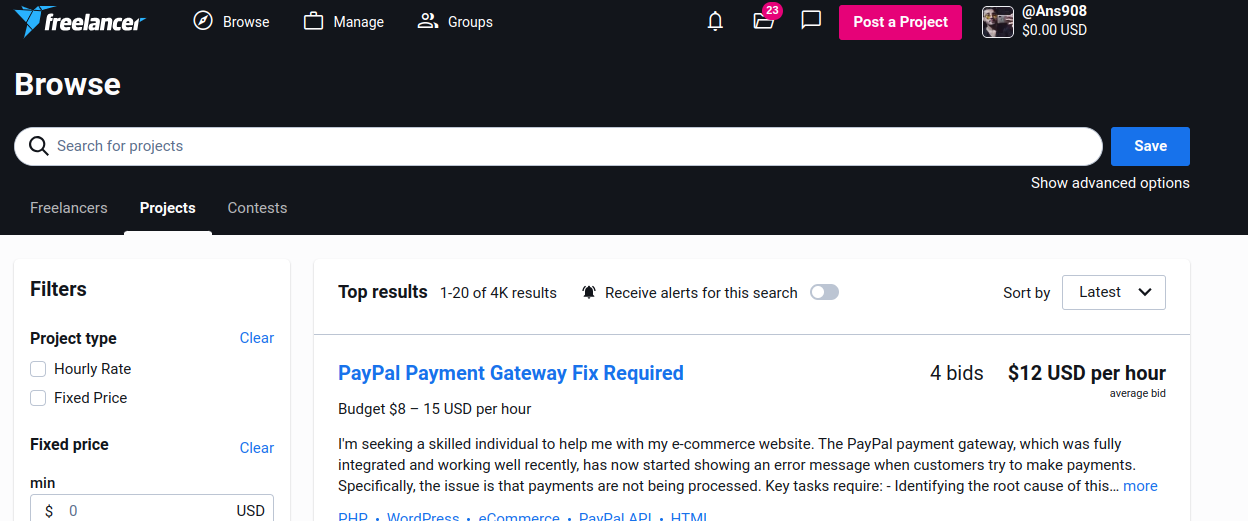 freelancer
Browse
Manage
Groups
23
Post a Project
@Ans908
$0.00 USD
Browse
Search for projects
Save
Show advanced options
Freelancers
Projects
Contests
Filters
Project type
Clear
Hourly Rate
Fixed Price
Fixed price
Clear
min
$ 0 USD
Top results
1-20 of 4K results
Receive alerts for this search
Sort by
Latest
PayPal Payment Gateway Fix Required
4 bids
$12 USD per hour
average bid
Budget $8 – 15 USD per hour
I'm seeking a skilled individual to help me with my e-commerce website. The PayPal payment gateway, which was fully
integrated and working well recently, has now started showing an error message when customers try to make payments.
Specifically, the issue is that payments are not being processed. Key tasks require: - Identifying the root cause of this… more
PHP • WordPress • eCommerce • PayPal API • HTML